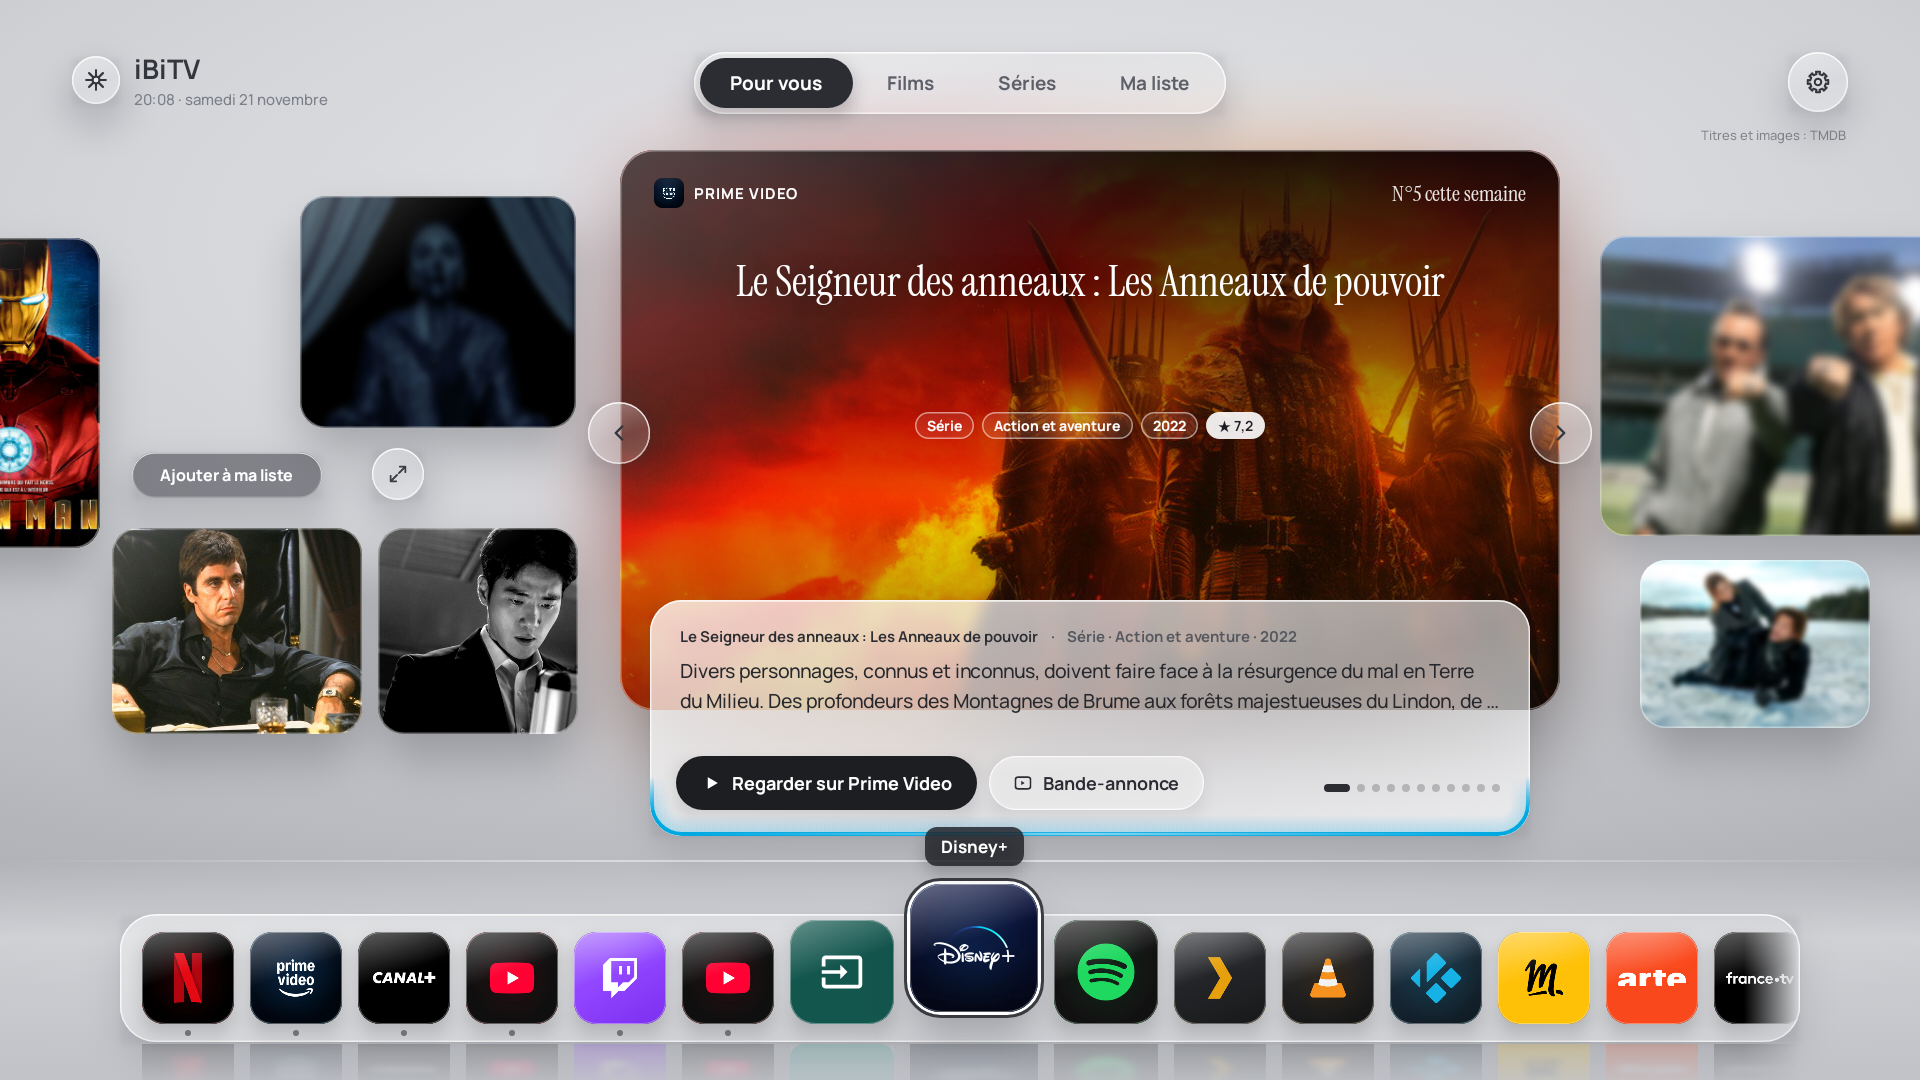 iBiTV
20:08 · samedi 21 novembre
Pour vous
Films
Séries
Ma liste
Titres et images : TMDB
PRIME VIDEO
N°5 cette semaine
Le Seigneur des anneaux : Les Anneaux de pouvoir
Série
Action et aventure
2022
★ 7,2
N MAN
Ajouter à ma liste
Le Seigneur des anneaux : Les Anneaux de pouvoir · Série · Action et aventure · 2022
Divers personnages, connus et inconnus, doivent faire face à la résurgence du mal en Terre
du Milieu. Des profondeurs des Montagnes de Brume aux forêts majestueuses du Lindon, de ...
Regarder sur Prime Video
Bande-annonce
Disney+
N
prime
video
CANAL+
Disney+
m.
arte
france•tv